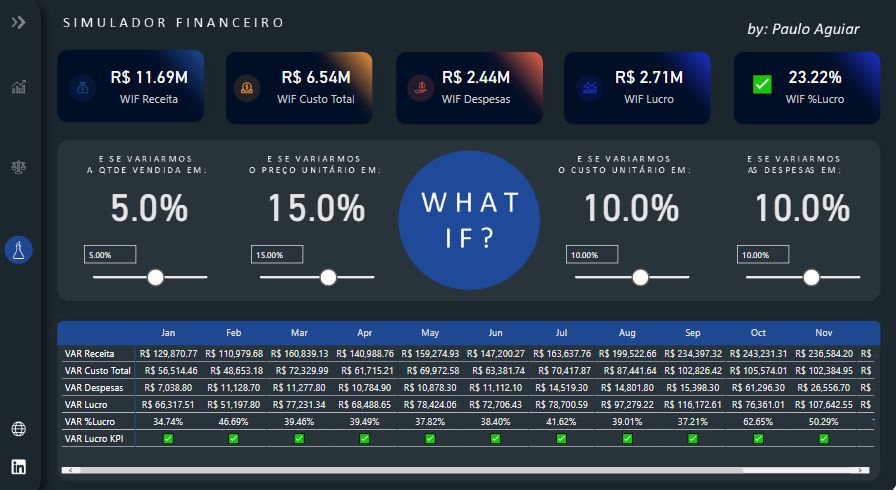 SIMULADOR FINANCEIRO
by: Paulo Aguiar
R$ 11.69M
WIF Receita
R$ 6.54M
WIF Custo Total
R$ 2.44M
WIF Despesas
R$ 2.71M
WIF Lucro
23.22%
WIF %Lucro
E SE VARIARMOS
A QTDE VENDIDA EM:
5.0%
5.00%
E SE VARIARMOS
O PREÇO UNITÁRIO EM:
15.0%
15.00%
WHAT
IF?
E SE VARIARMOS
O CUSTO UNITÁRIO EM:
10.0%
10.00%
E SE VARIARMOS
AS DESPESAS EM:
10.0%
10.00%
Jan Feb Mar Apr May Jun Jul Aug Sep Oct Nov
VAR Receita R$ 129,870.77 R$ 110,979.68 R$ 160,839.13 R$ 140,988.76 R$ 159,274.93 R$ 147,200.27 R$ 163,637.76 R$ 199,522.66 R$ 234,397.32 R$ 243,231.31 R$ 236,584.20 R$
VAR Custo Total R$ 56,514.46 R$ 48,653.18 R$ 72,329.99 R$ 61,715.21 R$ 69,972.58 R$ 63,381.74 R$ 70,417.87 R$ 87,441.64 R$ 102,826.42 R$ 105,574.01 R$ 102,384.95 R$
VAR Despesas R$ 7,038.80 R$ 11,128.70 R$ 11,277.80 R$ 10,784.90 R$ 10,878.30 R$ 11,112.10 R$ 14,519.30 R$ 14,801.80 R$ 15,398.30 R$ 61,296.30 R$ 26,556.70 R$
VAR Lucro R$ 66,317.51 R$ 51,197.80 R$ 77,231.34 R$ 68,488.65 R$ 78,424.06 R$ 72,706.43 R$ 78,700.59 R$ 97,279.22 R$ 116,172.61 R$ 76,361.01 R$ 107,642.55 R$
VAR %Lucro 34.74% 46.69% 39.46% 39.49% 37.82% 38.40% 41.62% 39.01% 37.21% 62.65% 50.29%
VAR Lucro KPI
in